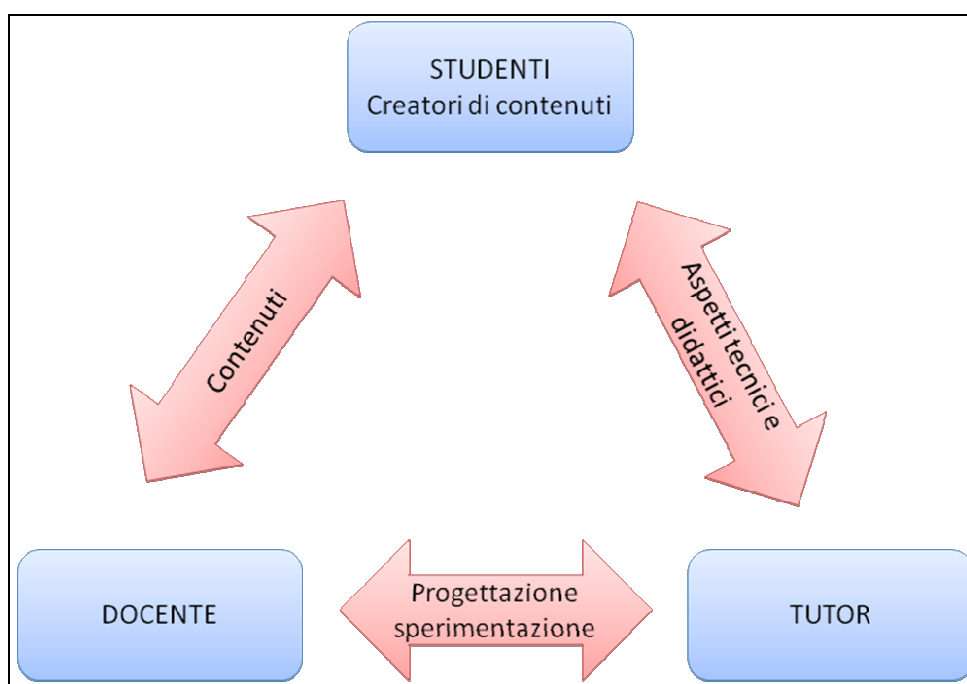 STUDENTI
Creatori di contenuti
Contenuti
Aspetti tecnici e
didattici
DOCENTE
Progettazione
sperimentazione
TUTOR